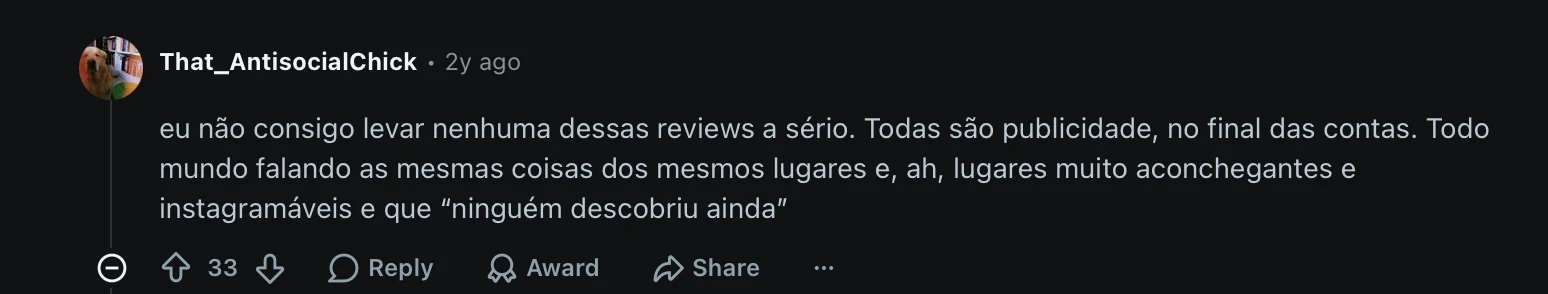 That_AntisocialChick • 2y ago
eu não consigo levar nenhuma dessas reviews a sério. Todas são publicidade, no final das contas. Todo
mundo falando as mesmas coisas dos mesmos lugares e, ah, lugares muito aconchegantes e
instagramáveis e que “ninguém descobriu ainda”
33 Reply Award Share ...